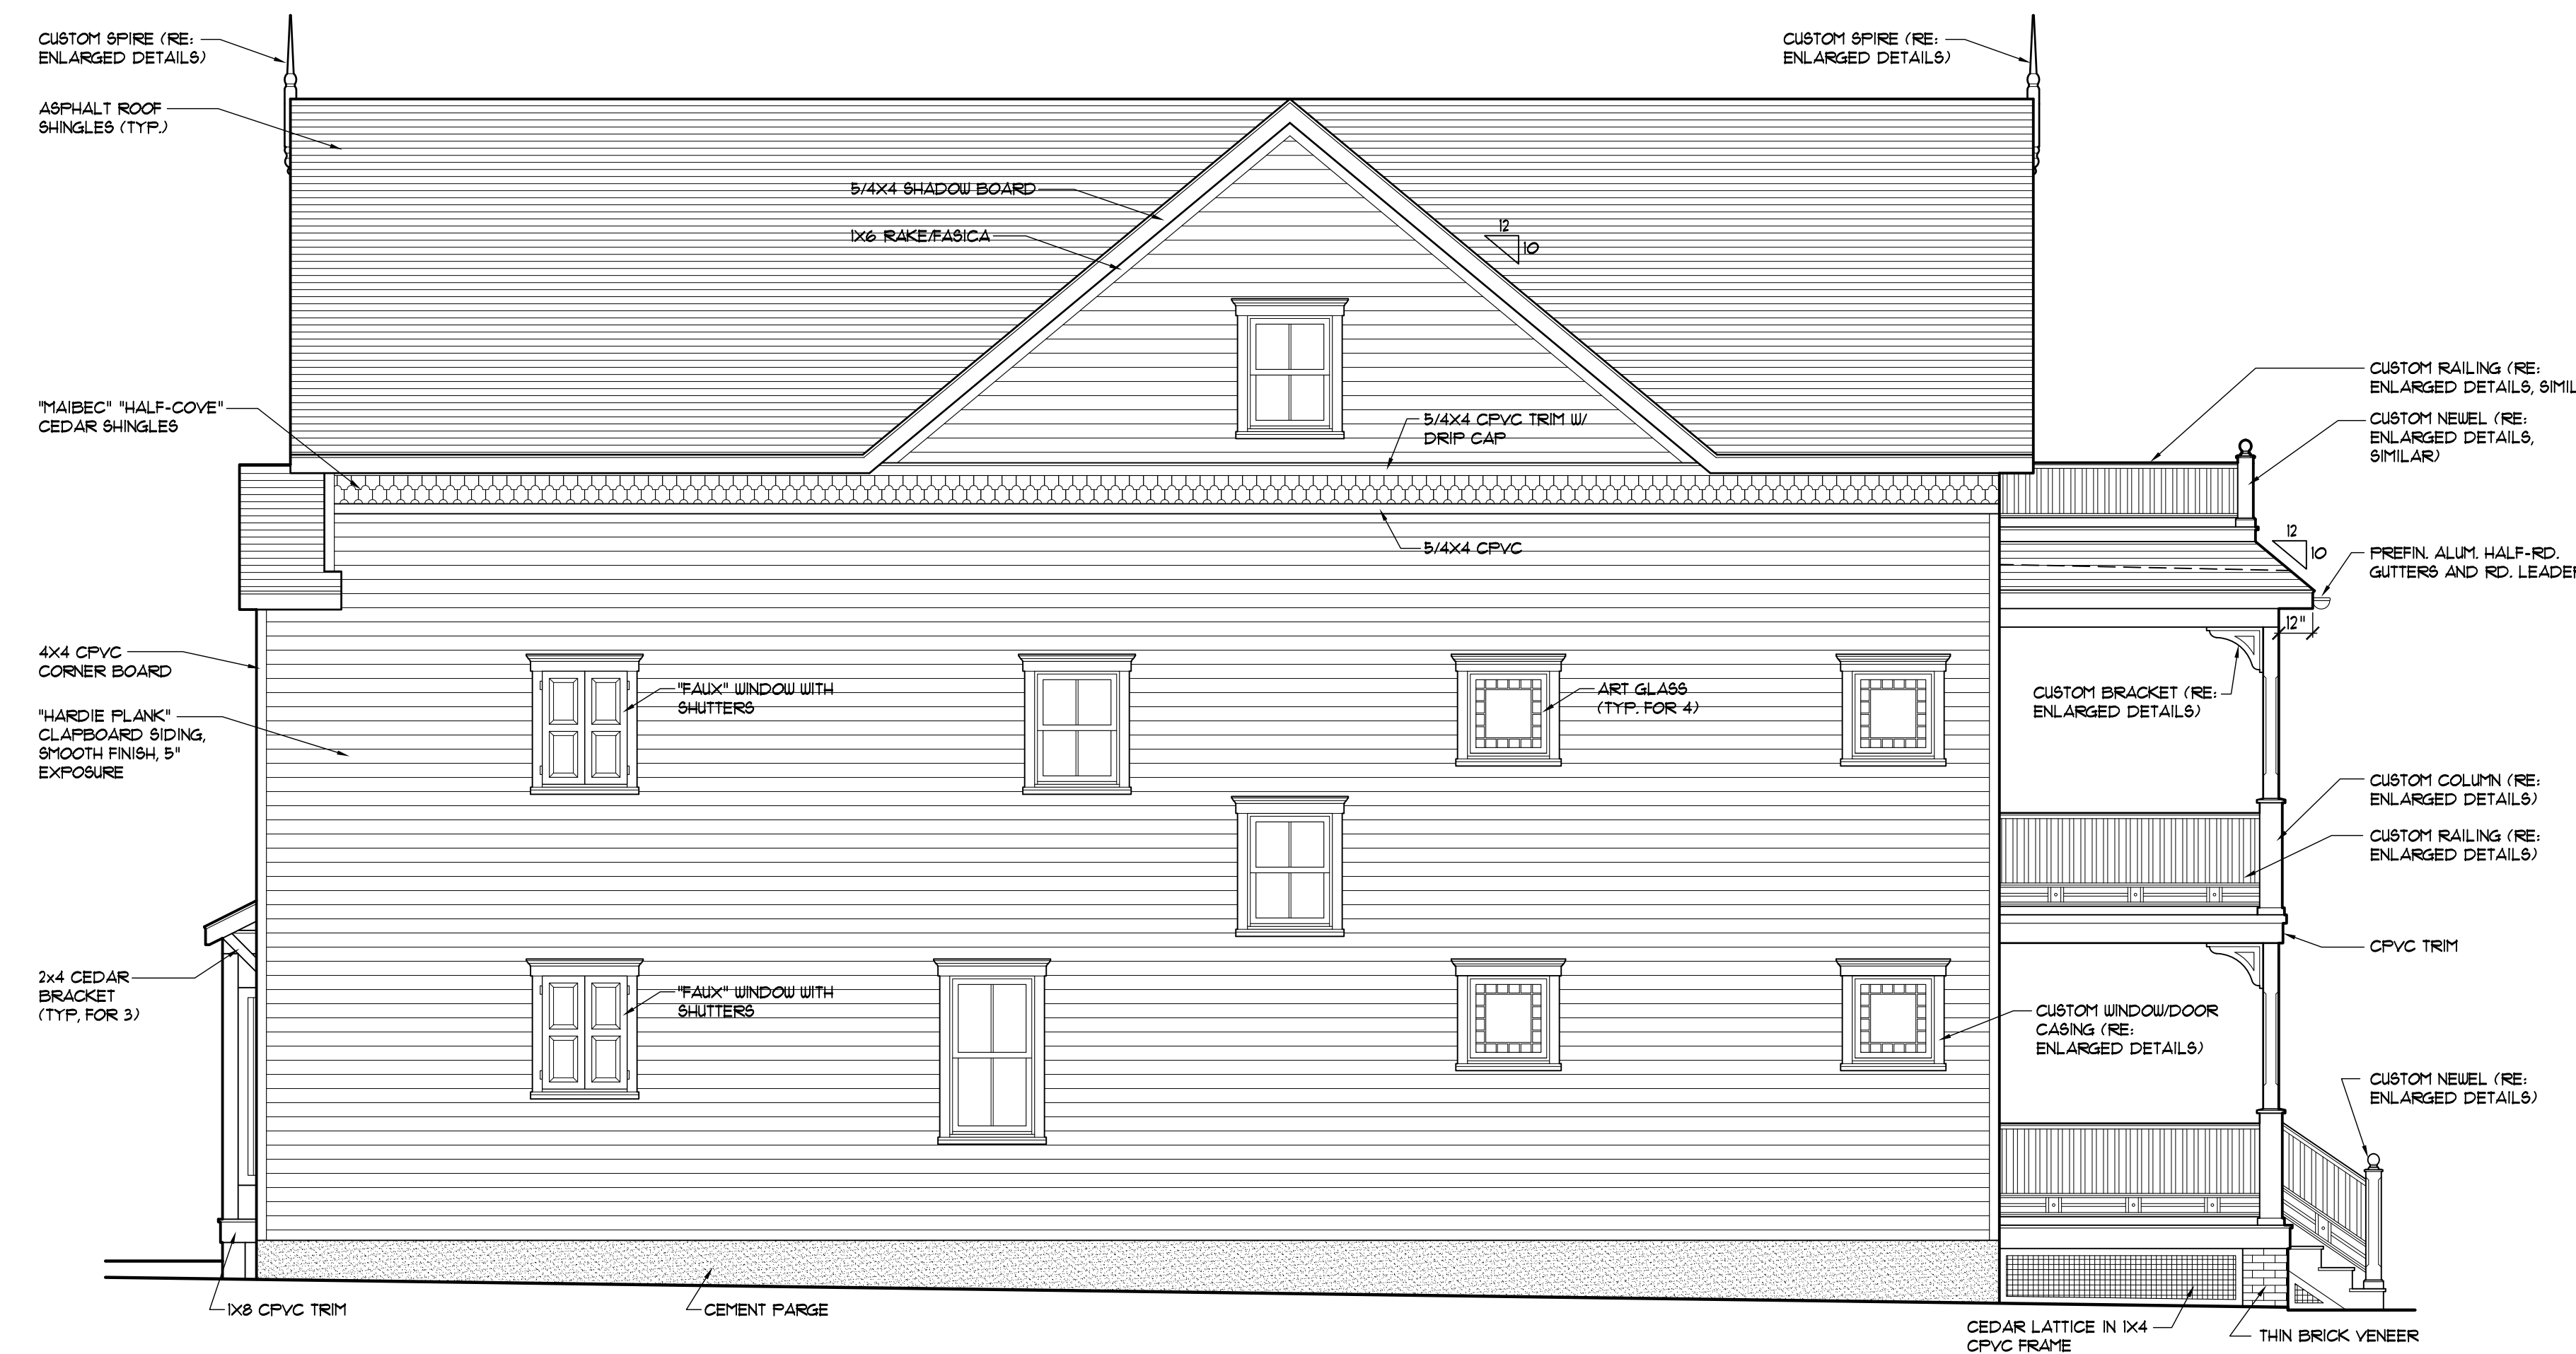 CUSTOM SPIRE (RE:
ENLARGED DETAILS)
CUSTOM SPIRE (RE:
ENLARGED DETAILS)
ASPHALT ROOF
SHINGLES (TYP.)
5/4X4 SHADOW BOARD
1X6 RAKE/FASICA
12
10
"MAIBEC" "HALF-COVE"
CEDAR SHINGLES
5/4X4 CPVC TRIM W/
DRIP CAP
5/4X4 CPVC
CUSTOM RAILING (RE:
ENLARGED DETAILS, SIMIL
CUSTOM NEWEL (RE:
ENLARGED DETAILS,
SIMILAR)
12
10
PREFIN. ALUM. HALF-RD.
GUTTERS AND RD. LEADER
12"
4X4 CPVC
CORNER BOARD
"HARDIE PLANK"
CLAPBOARD SIDING,
SMOOTH FINISH, 5"
EXPOSURE
"FAUX" WINDOW WITH
SHUTTERS
ART GLASS
(TYP. FOR 4)
CUSTOM BRACKET (RE:
ENLARGED DETAILS)
CUSTOM COLUMN (RE:
ENLARGED DETAILS)
CUSTOM RAILING (RE:
ENLARGED DETAILS)
CPVC TRIM
2x4 CEDAR
BRACKET
(TYP, FOR 3)
"FAUX" WINDOW WITH
SHUTTERS
CUSTOM WINDOW/DOOR
CASING (RE:
ENLARGED DETAILS)
CUSTOM NEWEL (RE:
ENLARGED DETAILS)
1X8 CPVC TRIM
CEMENT PARGE
CEDAR LATTICE IN 1X4
CPVC FRAME
THIN BRICK VENEER